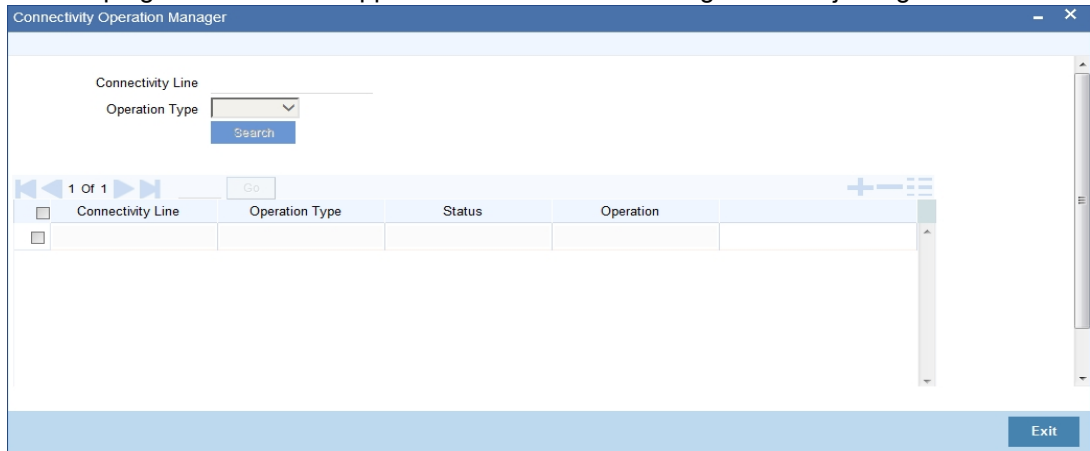 Connectivity Operation Manager
Connectivity Line
Operation Type
Search
1 Of 1 Go
Connectivity Line Operation Type Status Operation
Exit